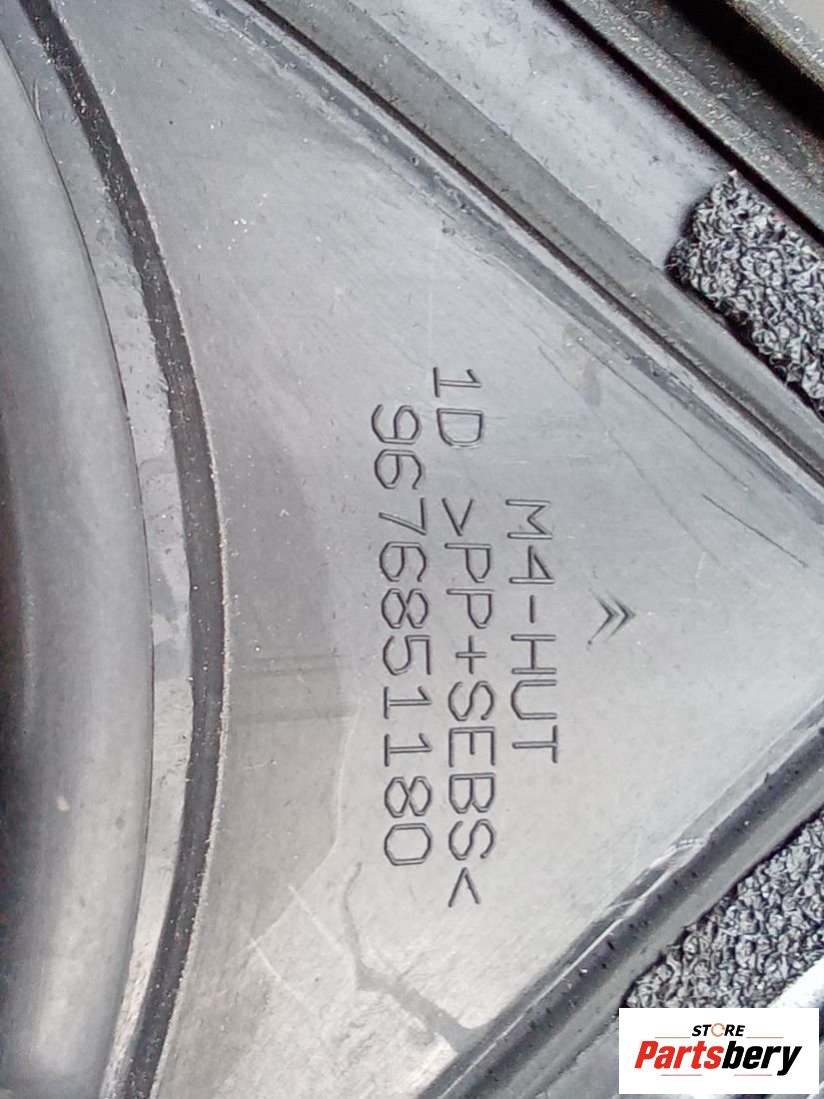 M4-HUT
1D >PP+SEBS<
9676851180
STORE
Partsbery